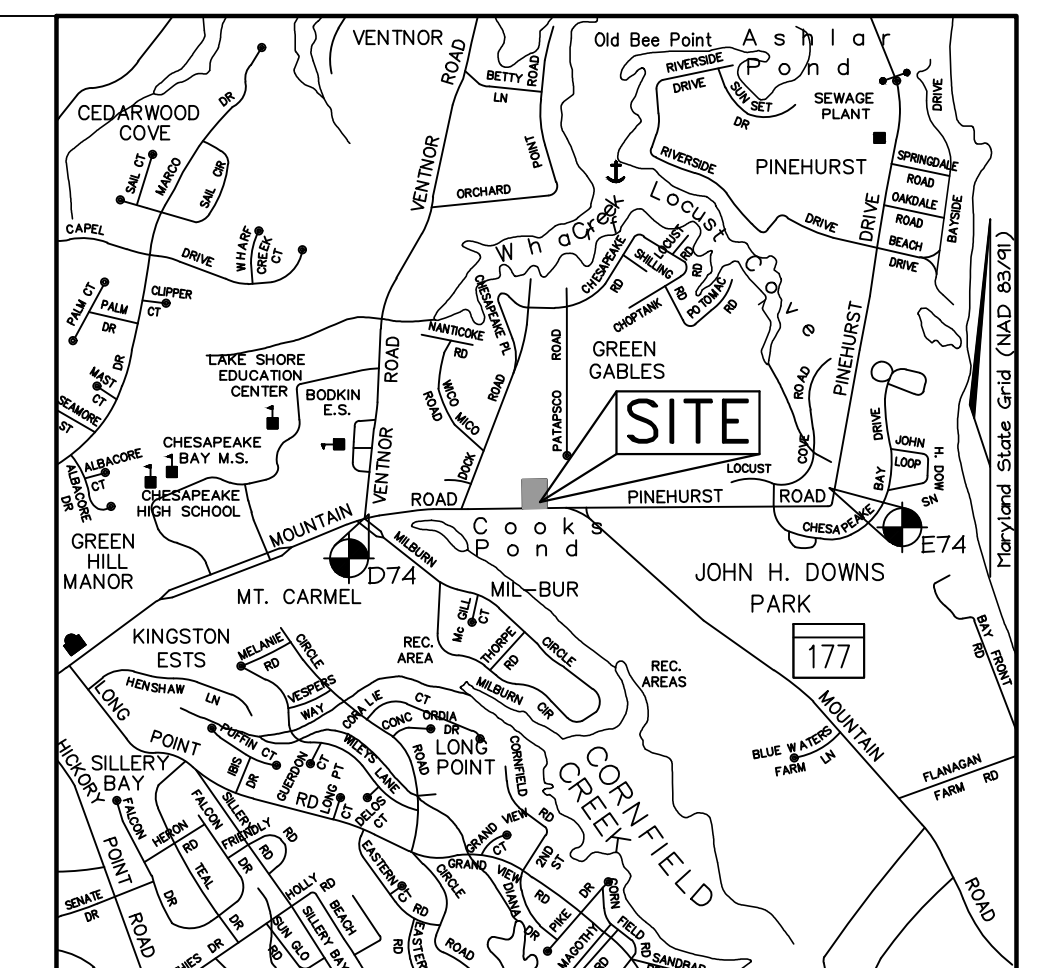 VENTNOR
ROAD
BETTY
LN
ROAD
Old Bee Point
Ashlar
Pond
RIVERSIDE
DRIVE
SUN SET
DR
SEWAGE
PLANT
DRIVE
CEDARWOOD
COVE
DR
SAIL CT
MARCO
SAIL CIR
VENTNOR
POINT
ORCHARD
RIVERSIDE
PINEHURST
SPRINGDALE
ROAD
OAKDALE
ROAD
BEACH
DRIVE
BAYSIDE
DRIVE
DRIVE
CAPEL
DRIVE
WHARF
CREEK
CT
Wha
Creek
Locust
Cove
CHESAPEAKE
RD
LOCUST
RD
SHILLING
RD
RD
CHOPTANK
POTOMAC
RD
PALM CT
PALM
DR
CLIPPER
CT
DR
MAST
CT
SEAMORE
ST
CHESAPEAKE PL
NANTICOKE
RD
ROAD
PATAPSCO
ROAD
GREEN
GABLES
PINEHURST
ROAD
COVE
LAKE SHORE
EDUCATION
CENTER
BODKIN
E.S.
ROAD
WICO
MICO
ROAD
DOCK
SITE
LOCUST
DRIVE
BAY
JOHN
LOOP
H. DOWNS
Maryland State Grid (NAD 83/91)
CHESAPEAKE
BAY M.S.
CHESAPEAKE
HIGH SCHOOL
ALBACORE
CT
ALBACORE
DR
VENTNOR
ROAD
PINEHURST
ROAD
CHESAPEAKE
E74
MOUNTAIN
GREEN
HILL
MANOR
D74
Cooks
Pond
MILBURN
MIL-BUR
JOHN H. DOWNS
PARK
MT. CARMEL
KINGSTON
ESTS
MELANIE
RD
CIRCLE
REC.
AREA
Mc GILL
CT
THORPE
RD
CIRCLE
MILBURN
CIR
REC.
AREAS
177
BAY FRONT
RD
LONG
HENSHAW
LN
VESPERS
WAY
CORA LIE
CT
CONC
ORDIA
DR
MOUNTAIN
POINT
PUFFIN CT
IBIS
DR
GUERDON
CT
WILEYS LANE
ROAD
LONG
POINT
CORNFIELD
RD
CORNFIELD
CREEK
BLUE WATERS
FARM LN
FLANAGAN
FARM RD
HICKORY
SILLERY
BAY
RD
LONG PT
CT
DELOS
CT
POINT
FALCON
FALCON
SILLERY
RD
HERON
RD
FRIENDLY
RD
DR
TEAL
DR
DR
EASTERN
CT
RD
CIRCLE
GRAND VIEW
CT
GRAND VIEW
RD
2ND
ST
DIANA
DR
PIKE
DR
CORN
FIELD
RD
SENATE
DR
ROAD
HOLLY
RD
BEACH
SILLERY BAY
SUN GLO
RD
RD
ROAD
MAGOTHY
RD
ROAD